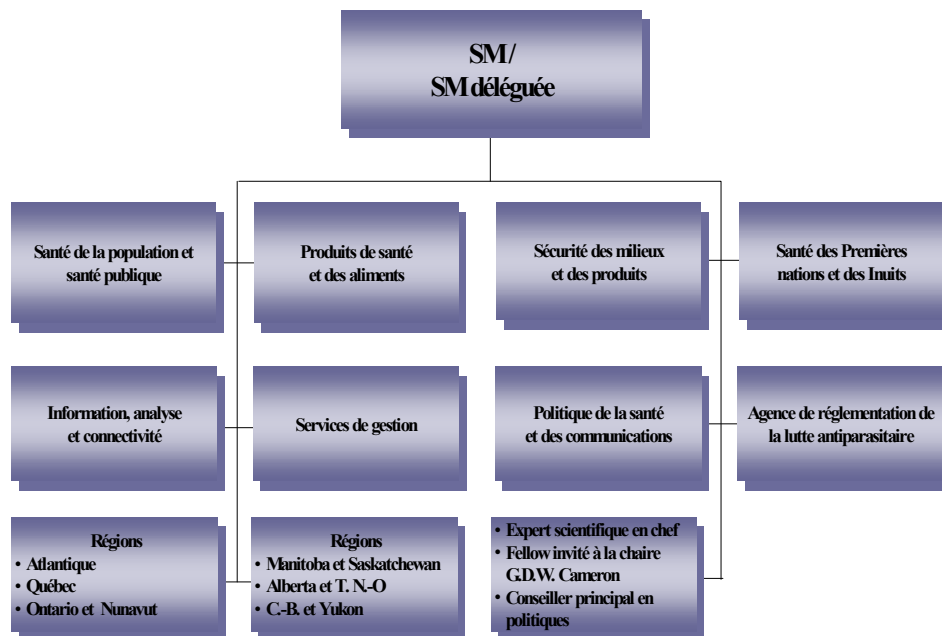 SM /
SM déléguée
Santé de la population et
santé publique
Produits de santé
et des aliments
Sécurité des milieux
et des produits
Santé des Premières
nations et des Inuits
Information, analyse
et connectivité
Services de gestion
Politique de la santé
et des communications
Agence de réglementation de
la lutte antiparasitaire
Régions
• Atlantique
• Québec
• Ontario et Nunavut
Régions
• Manitoba et Saskatchewan
• Alberta et T. N.-O
• C.-B. et Yukon
• Expert scientifique en chef
• Fellow invité à la chaire
G.D.W. Cameron
• Conseiller principal en
politiques